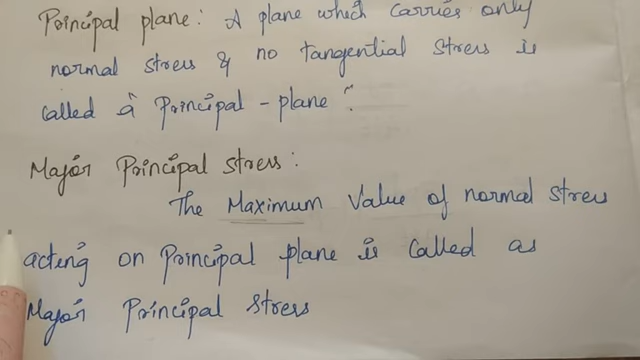 Principal plane: A plane which carries only
normal stress & no tangential stress is
called "a Principal-plane".
Major Principal stress:
The Maximum Value of normal stress
acting on Principal plane is called as
Major Principal stress